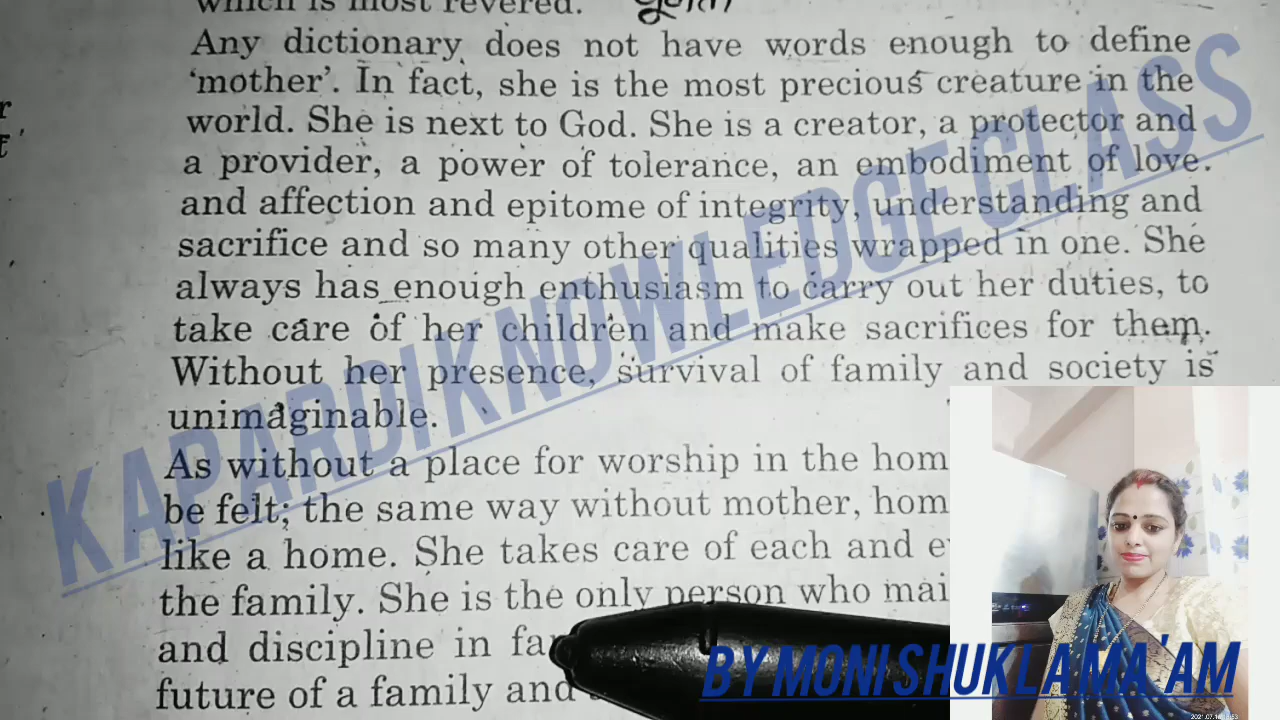 which is most revered.
Any dictionary does not have words enough to define
'mother'. In fact, she is the most precious creature in the
world. She is next to God. She is a creator, a protector and
a provider, a power of tolerance, an embodiment of love.
and affection and epitome of integrity, understanding and
sacrifice and so many other qualities wrapped in one. She
always has enough enthusiasm to carry out her duties, to
take care of her children and make sacrifices for them.
Without her presence, survival of family and society is
unimaginable.
As without a place for worship in the hom
be felt; the same way without mother, hom
like a home. She takes care of each and e
the family. She is the only person who mai
and discipline in fa
future of a family and
KAPARDI KNOWLEDGE CLASS
BY MONI SHUKLA MA'AM